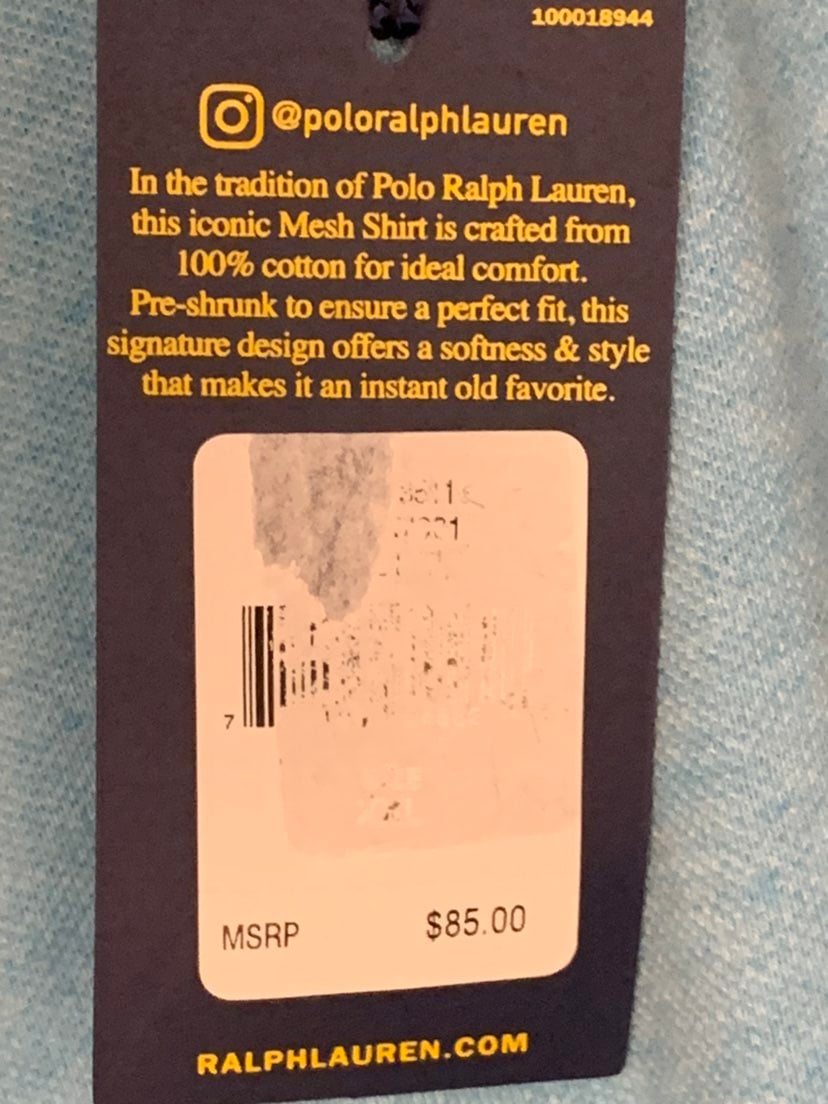 100018944
@poloralphlauren
In the tradition of Polo Ralph Lauren,
this iconic Mesh Shirt is crafted from
100% cotton for ideal comfort.
Pre-shrunk to ensure a perfect fit, this
signature design offers a softness & style
that makes it an instant old favorite.
7
MSRP $85.00
RALPHLAUREN.COM